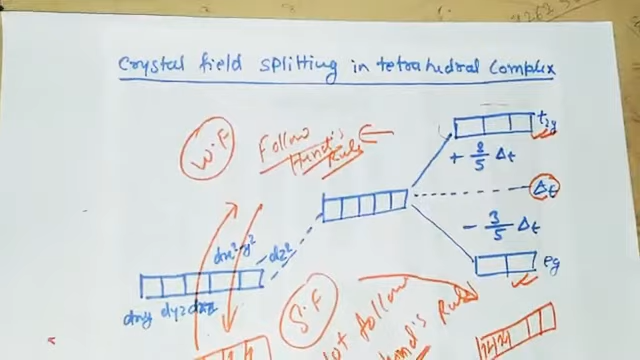 Crystal field splitting in tetrahedral complex
W.F
Follow
Hund's
Rule
t2g
+ 2/5 Δt
Δt
- 3/5 Δt
eg
dx²-y²
dz²
dxy dyz dxz
S.F
Not follow
Hund's Rule